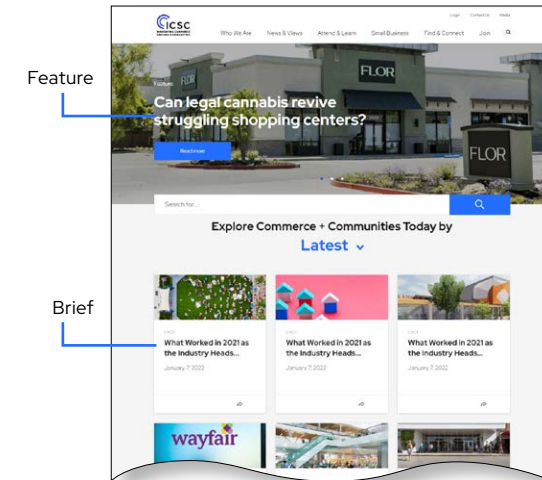 Login Contact Us Media
ICSC
Who We Are News & Views Attend & Learn Small Business Find & Connect Join
Feature
Feature
FLOR
Can legal cannabis revive
struggling shopping centers?
FLOR
Read more
Search for...
Explore Commerce + Communities Today by
Latest
Brief
What Worked in 2021 as
the Industry Heads...
January 7, 2022
What Worked in 2021 as
the Industry Heads...
January 7, 2022
What Worked in 2021 as
the Industry Heads...
January 7, 2022
wayfair